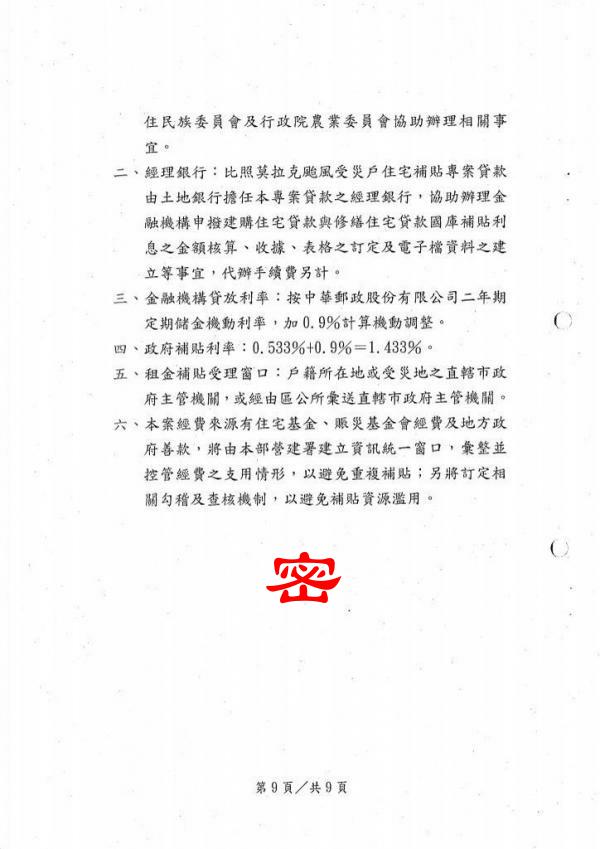 住民族委員會及行政院農業委員會協助辦理相關事
宜。
二、經理銀行：比照莫拉克颱風受災戶住宅補貼專案貸款
由土地銀行擔任本專案貸款之經理銀行，協助辦理金
融機構申撥建購住宅貸款與修繕住宅貸款國庫補貼利
息之金額核算、收據、表格之訂定及電子檔資料之建
立等事宜，代辦手續費另計。
三、金融機構貸放利率：按中華郵政股份有限公司二年期
定期儲金機動利率，加0.9%計算機動調整。
四、政府補貼利率：0.533%+0.9%＝1.433%。
五、租金補貼受理窗口：戶籍所在地或受災地之直轄市政
府主管機關，或經由區公所彙送直轄市政府主管機關。
六、本案經費來源有住宅基金、賑災基金會經費及地方政
府善款，將由本部營建署建立資訊統一窗口，彙整並
控管經費之支用情形，以避免重複補貼；另將訂定相
關勾稽及查核機制，以避免補貼資源濫用。
密
第9頁／共9頁